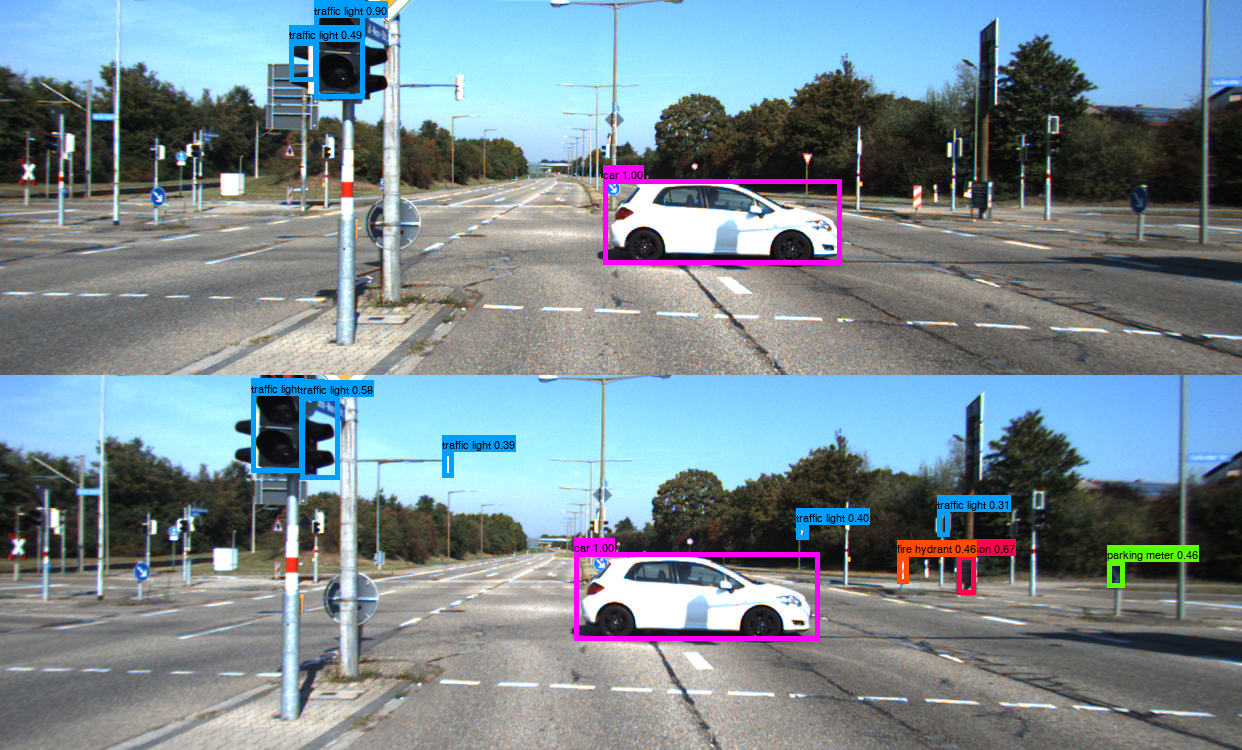 traffic light 0.90
traffic light 0.49
car 1.00
traffic light
traffic light 0.58
traffic light 0.39
traffic light 0.40
traffic light 0.31
car 1.00
fire hydrant 0.46
on 0.67
parking meter 0.46